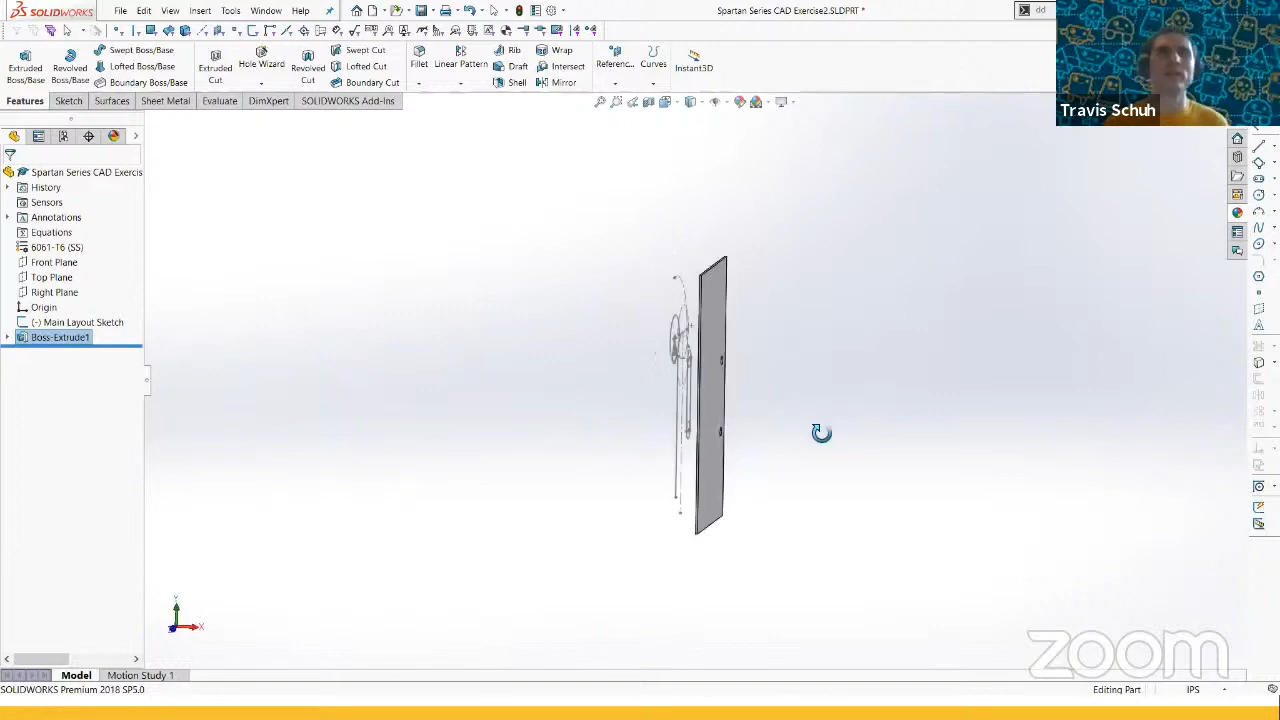 SOLIDWORKS File Edit View Insert Tools Window Help Spartan Series CAD Exercise2.SLDPRT * dd
Extruded Boss/Base
Revolved Boss/Base
Swept Boss/Base
Lofted Boss/Base
Boundary Boss/Base
Extruded Cut
Hole Wizard
Revolved Cut
Swept Cut
Lofted Cut
Boundary Cut
Fillet
Linear Pattern
Rib
Draft
Shell
Wrap
Intersect
Mirror
Referenc...
Curves
Instant3D
Travis Schuh
Features Sketch Surfaces Sheet Metal Evaluate DimXpert SOLIDWORKS Add-Ins
Spartan Series CAD Exercis
History
Sensors
Annotations
Equations
6061-T6 (SS)
Front Plane
Top Plane
Right Plane
Origin
(-) Main Layout Sketch
Boss-Extrude1
Y
X
Z
zoom
Model Motion Study 1
SOLIDWORKS Premium 2018 SP5.0 Editing Part IPS